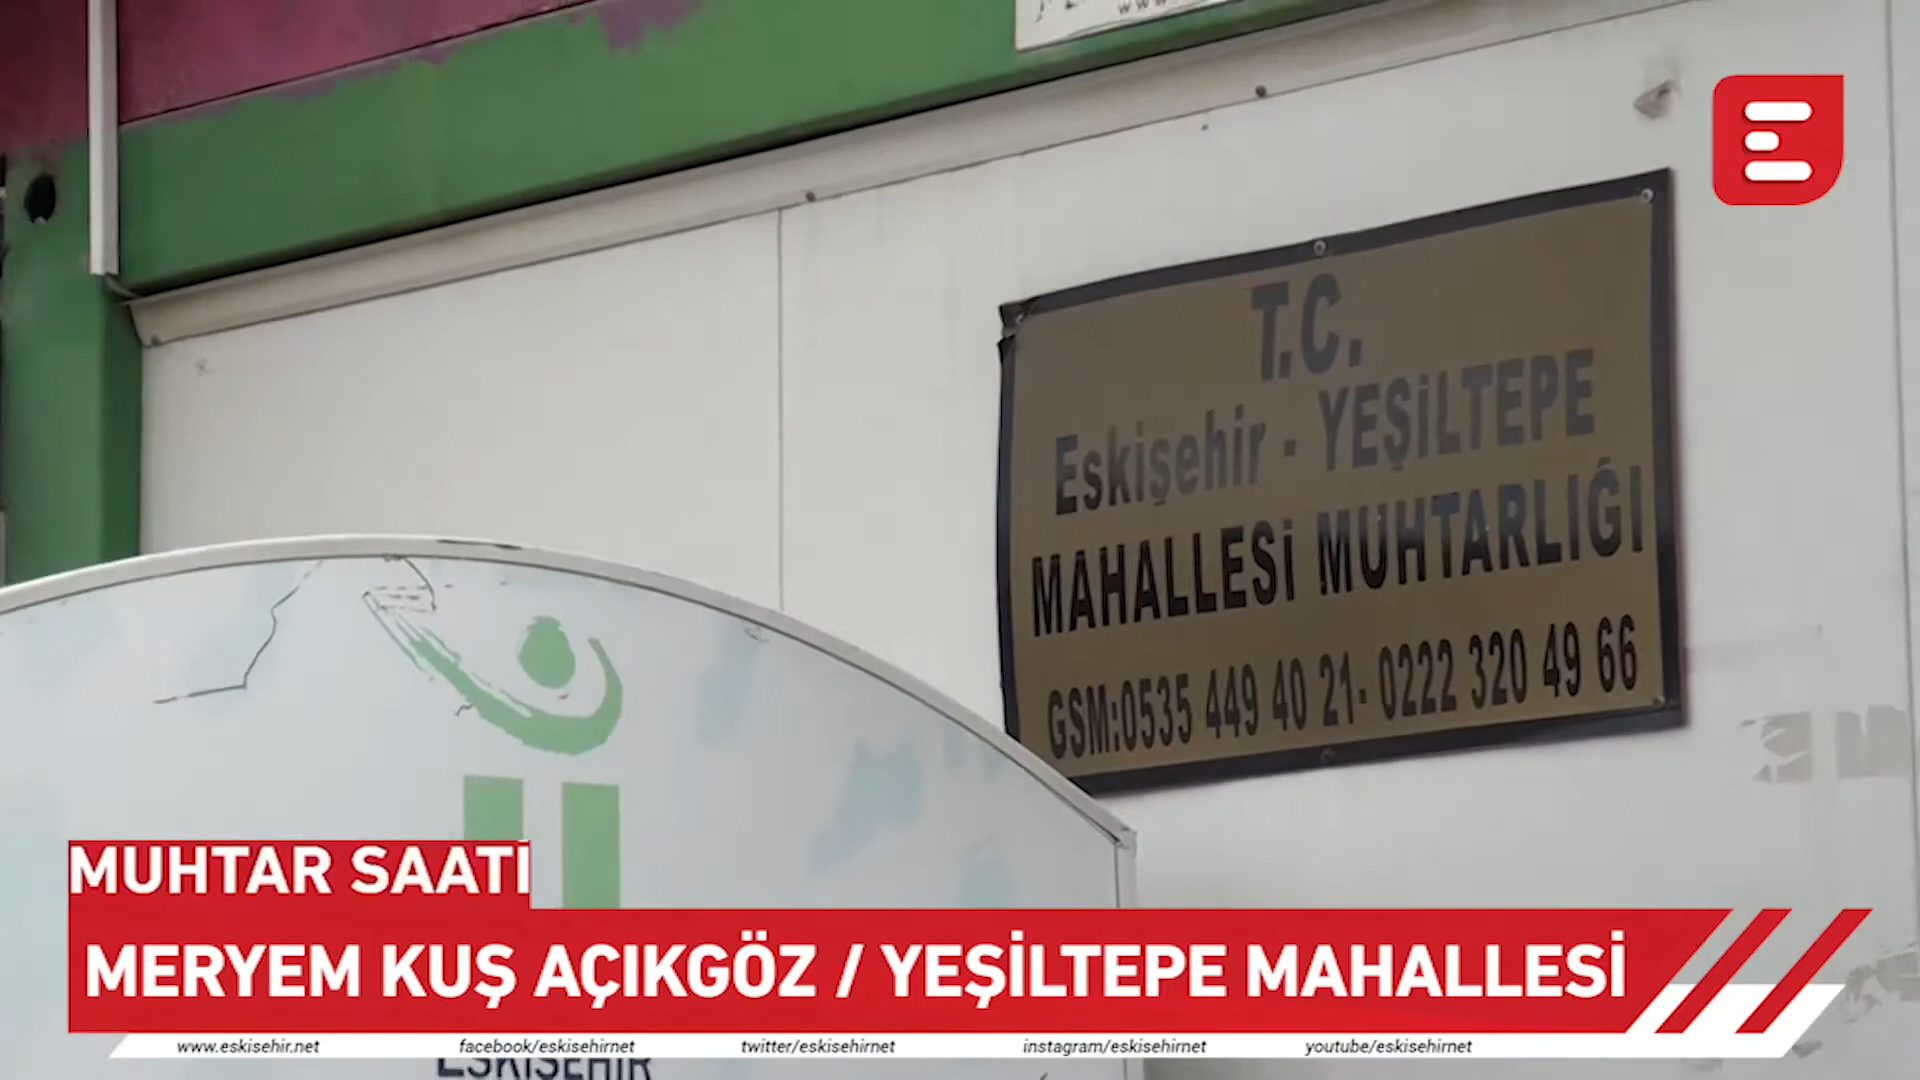 T.C.
Eskişehir - YEŞİLTEPE
MAHALLESİ MUHTARLIĞI
GSM:0535 449 40 21- 0222 320 49 66
MUHTAR SAATİ
MERYEM KUŞ AÇIKGÖZ / YEŞİLTEPE MAHALLESİ
www.eskisehir.net facebook/eskisehirnet twitter/eskisehirnet instagram/eskisehirnet youtube/eskisehirnet
ESKİŞEHİR